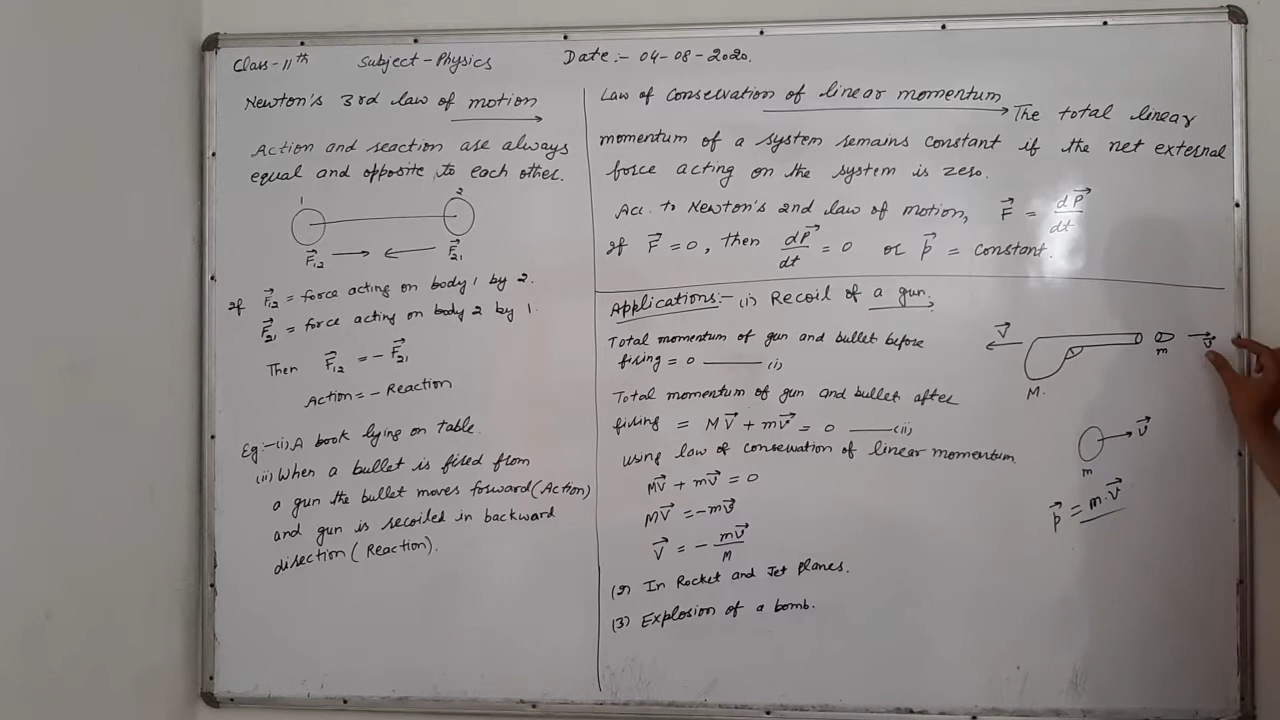 Class-11th Subject-Physics Date:- 04-08-2020.
Newton's 3rd law of motion
Action and reaction are always
equal and opposite to each other.
1 2
F⃗12 F⃗21
If F⃗12 = force acting on body 1 by 2.
F⃗21 = force acting on body 2 by 1.
Then F⃗12 = - F⃗21
Action = - Reaction
Eg:-(i) A book lying on table.
(ii) When a bullet is fired from
a gun the bullet moves forward (Action)
and gun is recoiled in backward
direction (Reaction).
Law of conservation of linear momentum → The total linear
momentum of a system remains constant if the net external
force acting on the system is zero.
Acc. to Newton's 2nd law of motion, F⃗ = dP⃗/dt
If F⃗ = 0, then dP⃗/dt = 0 or p⃗ = constant.
Applications:- (i) Recoil of a gun;
Total momentum of gun and bullet before
firing = 0 —— (i)
Total momentum of gun and bullet after
firing = MV⃗ + mv⃗ = 0 —— (ii)
using law of conservation of linear momentum.
MV⃗ + mv⃗ = 0
MV⃗ = -mv⃗
V⃗ = - mv⃗/M
(2) In Rocket and Jet planes.
(3) Explosion of a bomb.
V⃗ m v⃗
M.
v⃗
m
p⃗ = m.v⃗